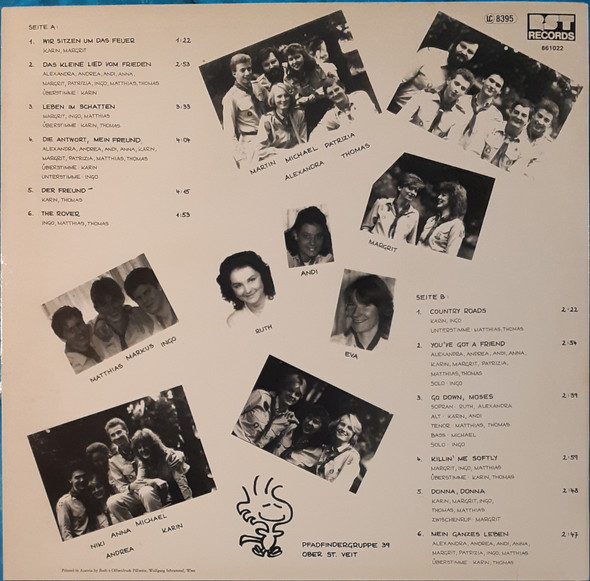 SEITE A:
1. WIR SITZEN UM DAS FEUER 1:22
KARIN, MARGRIT
2. DAS KLEINE LIED VOM FRIEDEN 2:53
ALEXANDRA, ANDREA, ANDI, ANNA,
MARGRIT, PATRIZIA, INGO, MATTHIAS, THOMAS
ÜBERSTIMME: KARIN
3. LEBEN IM SCHATTEN 3:33
MARGRIT, INGO, MATTHIAS
ÜBERSTIMME: KARIN, THOMAS
4. DIE ANTWORT, MEIN FREUND 4:04
ALEXANDRA, ANDREA, ANDI, ANNA, KARIN,
MARGRIT, PATRIZIA, MATTHIAS, THOMAS
ÜBERSTIMME: KARIN
UNTERSTIMME: INGO
5. DER FREUND 4:15
KARIN, THOMAS
6. THE ROVER 4:53
INGO, MATTHIAS, THOMAS
LC 8395
BST
RECORDS
861022
MARTIN MICHAEL PATRIZIA
ALEXANDRA THOMAS
MARGRIT
ANDI
RUTH
EVA
MATTHIAS MARKUS INGO
NIKI ANNA MICHAEL
ANDREA KARIN
SEITE B:
1. COUNTRY ROADS 2:22
KARIN, INGO
UNTERSTIMME: MATTHIAS, THOMAS
2. YOU'VE GOT A FRIEND 2:54
ALEXANDRA, ANDREA, ANDI, ANNA,
KARIN, MARGRIT, PATRIZIA,
MATTHIAS, THOMAS
SOLO: INGO
3. GO DOWN, MOSES 2:39
SOPRAN: RUTH, ALEXANDRA
ALT: KARIN, ANDI
TENOR: MATTHIAS, THOMAS
BASS: MICHAEL
SOLO: INGO
4. KILLIN' ME SOFTLY 2:59
MARGRIT, INGO, MATTHIAS
ÜBERSTIMME: KARIN, THOMAS
5. DONNA, DONNA 2:48
KARIN, MARGRIT, INGO,
THOMAS, MATTHIAS
ZWISCHENRUF: MARGRIT
6. MEIN GANZES LEBEN 2:47
ALEXANDRA, ANDREA, ANDI, ANNA,
MARGRIT, PATRIZIA, INGO, MATTHIAS
ÜBERSTIMME: KARIN, THOMAS
PFADFINDERGRUPPE 39
OBER ST. VEIT
Printed in Austria by
Wien